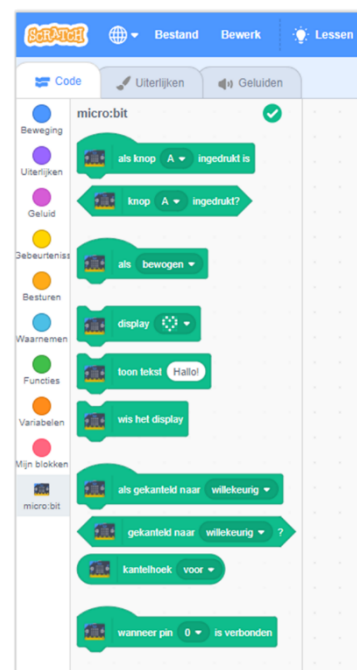 SCRATCH Bestand Bewerk Lessen
Code Uiterlijken Geluiden
Beweging
Uiterlijken
Geluid
Gebeurteniss
Besturen
Waarnemen
Functies
Variabelen
Mijn blokken
micro:bit
micro:bit
als knop A ingedrukt is
knop A ingedrukt?
als bewogen
display
toon tekst Hallo!
wis het display
als gekanteld naar willekeurig
gekanteld naar willekeurig ?
kantelhoek voor
wanneer pin 0 is verbonden